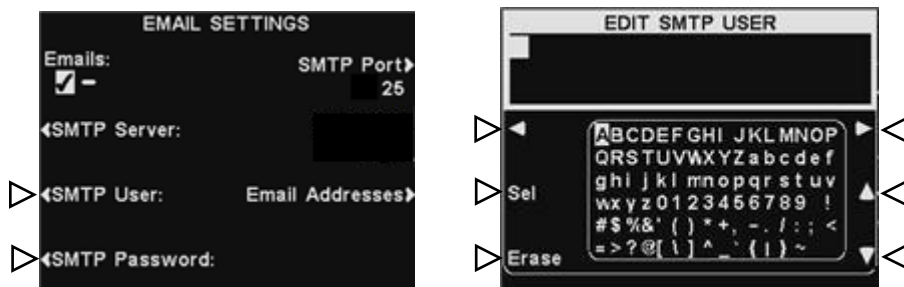 EMAIL SETTINGS
Emails:
SMTP Port
25
SMTP Server:
SMTP User:
Email Addresses
SMTP Password:
EDIT SMTP USER
ABCDEFGHIJKLMNOP
QRSTUVWXYZabcdef
ghijklmnopqrstuv
wxyz0123456789 !
#$%&'()*+,-./:;<
=>?@[\]^_`{|}~
Sel
Erase